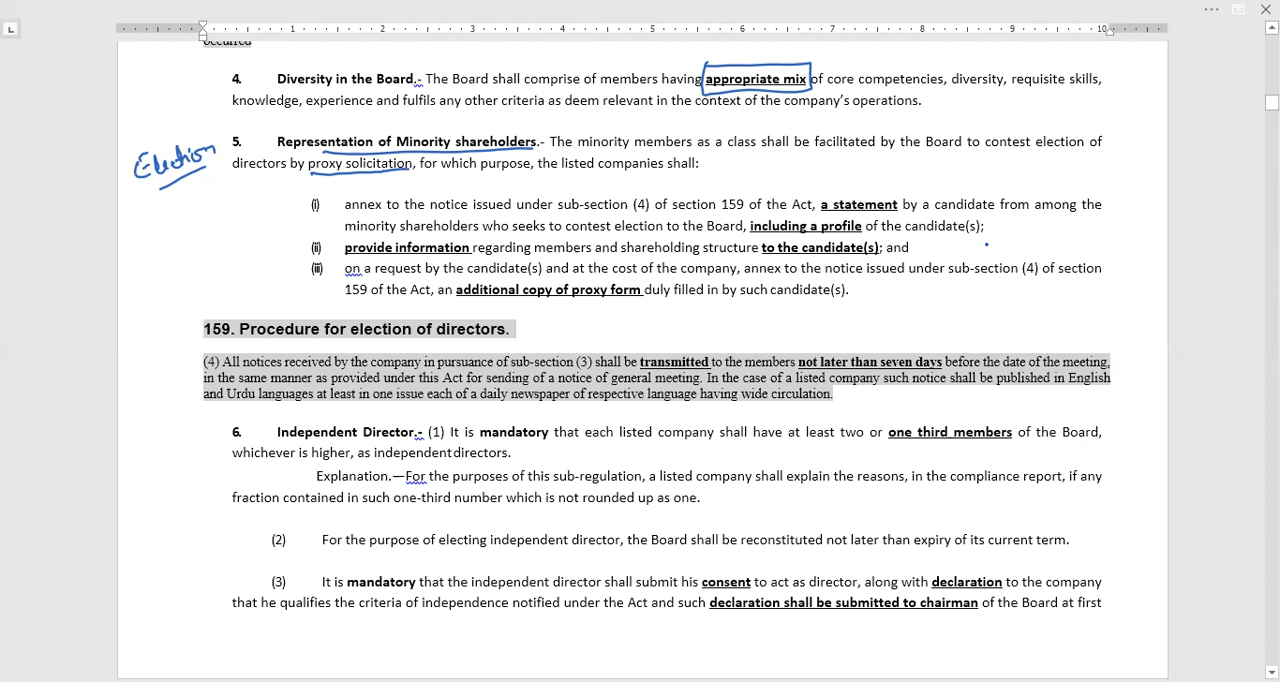 1 2 3 4 5 6 7 8 9 10
occurred
4. Diversity in the Board.- The Board shall comprise of members having appropriate mix of core competencies, diversity, requisite skills,
knowledge, experience and fulfils any other criteria as deem relevant in the context of the company's operations.
5. Representation of Minority shareholders.- The minority members as a class shall be facilitated by the Board to contest election of
Election
directors by proxy solicitation, for which purpose, the listed companies shall:
(i) annex to the notice issued under sub-section (4) of section 159 of the Act, a statement by a candidate from among the
minority shareholders who seeks to contest election to the Board, including a profile of the candidate(s);
(ii) provide information regarding members and shareholding structure to the candidate(s); and
(iii) on a request by the candidate(s) and at the cost of the company, annex to the notice issued under sub-section (4) of section
159 of the Act, an additional copy of proxy form duly filled in by such candidate(s).
159. Procedure for election of directors.
(4) All notices received by the company in pursuance of sub-section (3) shall be transmitted to the members not later than seven days before the date of the meeting,
in the same manner as provided under this Act for sending of a notice of general meeting. In the case of a listed company such notice shall be published in English
and Urdu languages at least in one issue each of a daily newspaper of respective language having wide circulation.
6. Independent Director.- (1) It is mandatory that each listed company shall have at least two or one third members of the Board,
whichever is higher, as independent directors.
Explanation.—For the purposes of this sub-regulation, a listed company shall explain the reasons, in the compliance report, if any
fraction contained in such one-third number which is not rounded up as one.
(2) For the purpose of electing independent director, the Board shall be reconstituted not later than expiry of its current term.
(3) It is mandatory that the independent director shall submit his consent to act as director, along with declaration to the company
that he qualifies the criteria of independence notified under the Act and such declaration shall be submitted to chairman of the Board at first